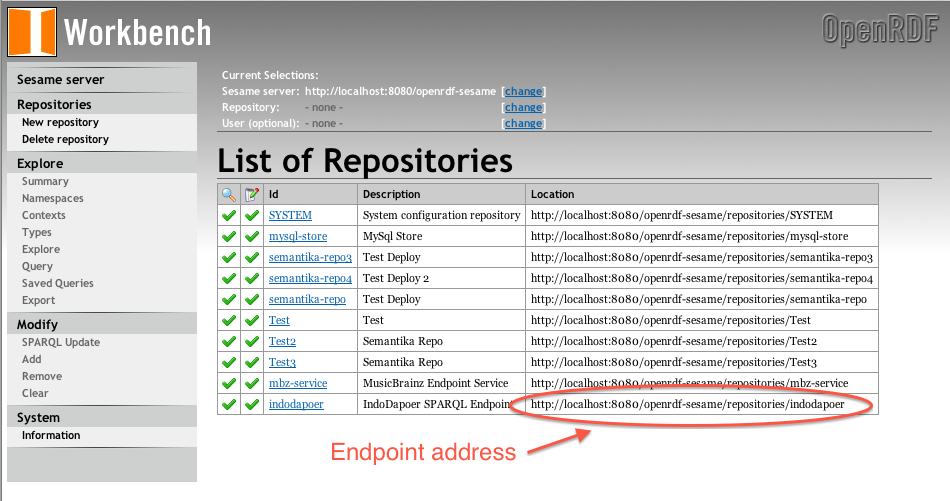 Workbench
OpenRDF
Sesame server
Repositories
New repository
Delete repository
Explore
Summary
Namespaces
Contexts
Types
Explore
Query
Saved Queries
Export
Modify
SPARQL Update
Add
Remove
Clear
System
Information
Current Selections:
Sesame server: http://localhost:8080/openrdf-sesame [change]
Repository: - none - [change]
User (optional): - none - [change]
List of Repositories
Id Description Location
SYSTEM System configuration repository http://localhost:8080/openrdf-sesame/repositories/SYSTEM
mysql-store MySql Store http://localhost:8080/openrdf-sesame/repositories/mysql-store
semantika-repo3 Test Deploy http://localhost:8080/openrdf-sesame/repositories/semantika-repo3
semantika-repo4 Test Deploy 2 http://localhost:8080/openrdf-sesame/repositories/semantika-repo4
semantika-repo Test Deploy http://localhost:8080/openrdf-sesame/repositories/semantika-repo
Test Test http://localhost:8080/openrdf-sesame/repositories/Test
Test2 Semantika Repo http://localhost:8080/openrdf-sesame/repositories/Test2
Test3 Semantika Repo http://localhost:8080/openrdf-sesame/repositories/Test3
mbz-service MusicBrainz Endpoint Service http://localhost:8080/openrdf-sesame/repositories/mbz-service
indodapoer IndoDapoer SPARQL Endpoint http://localhost:8080/openrdf-sesame/repositories/indodapoer
Endpoint address